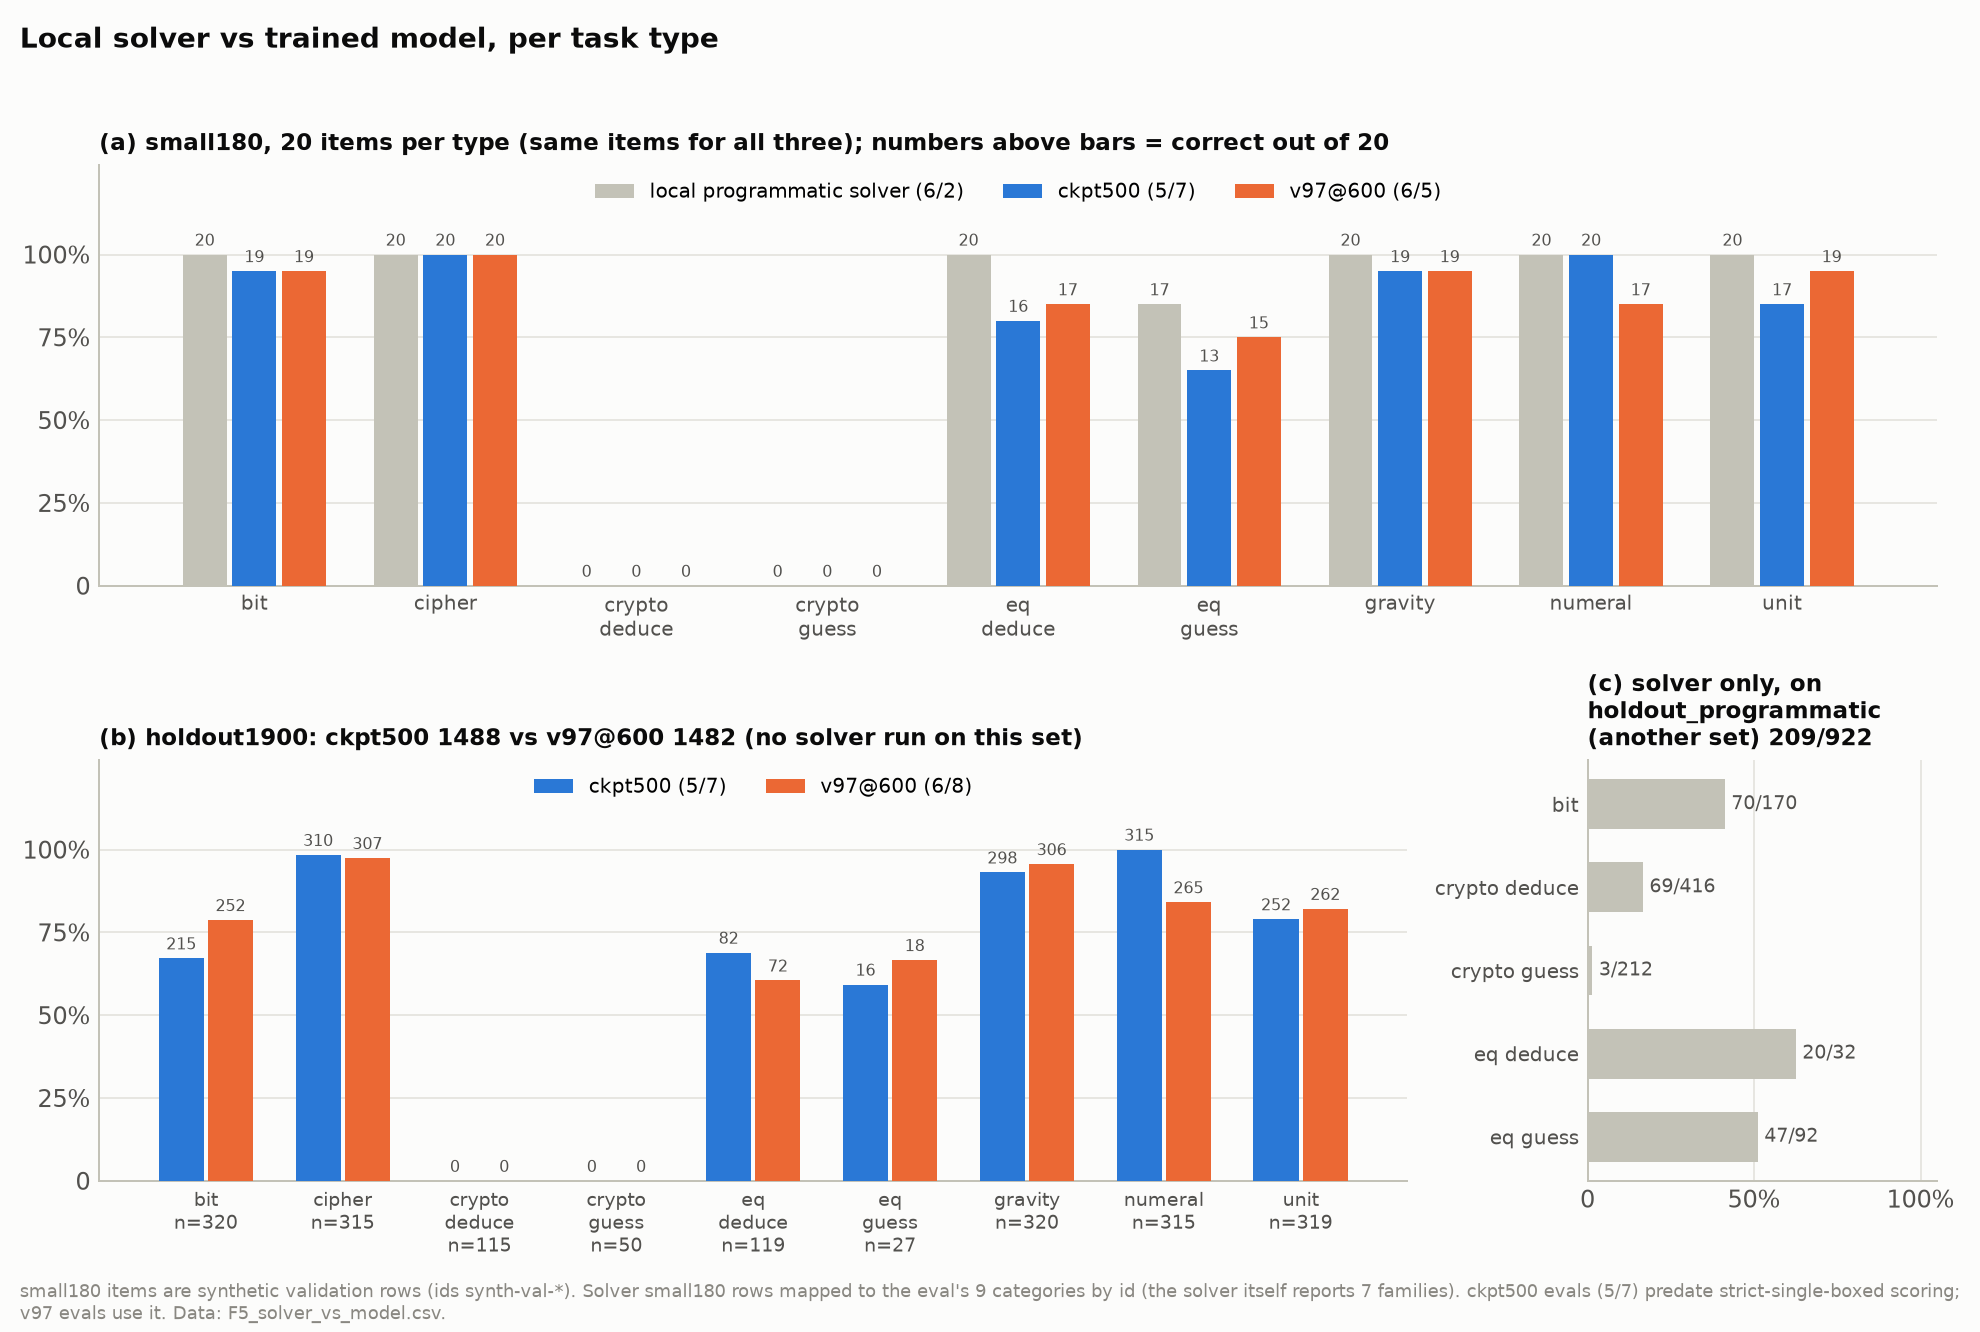 Local solver vs trained model, per task type
(a) small180, 20 items per type (same items for all three); numbers above bars = correct out of 20
local programmatic solver (6/2)
ckpt500 (5/7)
v97@600 (6/5)
100%
75%
50%
25%
0
20
19
19
20
20
20
0
0
0
0
0
0
20
16
17
17
13
15
20
19
19
20
20
17
20
17
19
bit
cipher
crypto
deduce
crypto
guess
eq
deduce
eq
guess
gravity
numeral
unit
(b) holdout1900: ckpt500 1488 vs v97@600 1482 (no solver run on this set)
ckpt500 (5/7)
v97@600 (6/8)
100%
75%
50%
25%
0
215
252
310
307
0
0
0
0
82
72
16
18
298
306
315
265
252
262
bit
n=320
cipher
n=315
crypto
deduce
n=115
crypto
guess
n=50
eq
deduce
n=119
eq
guess
n=27
gravity
n=320
numeral
n=315
unit
n=319
(c) solver only, on
holdout_programmatic
(another set) 209/922
bit
70/170
crypto deduce
69/416
crypto guess
3/212
eq deduce
20/32
eq guess
47/92
0
50%
100%
small180 items are synthetic validation rows (ids synth-val-*). Solver small180 rows mapped to the eval's 9 categories by id (the solver itself reports 7 families). ckpt500 evals (5/7) predate strict-single-boxed scoring;
v97 evals use it. Data: F5_solver_vs_model.csv.